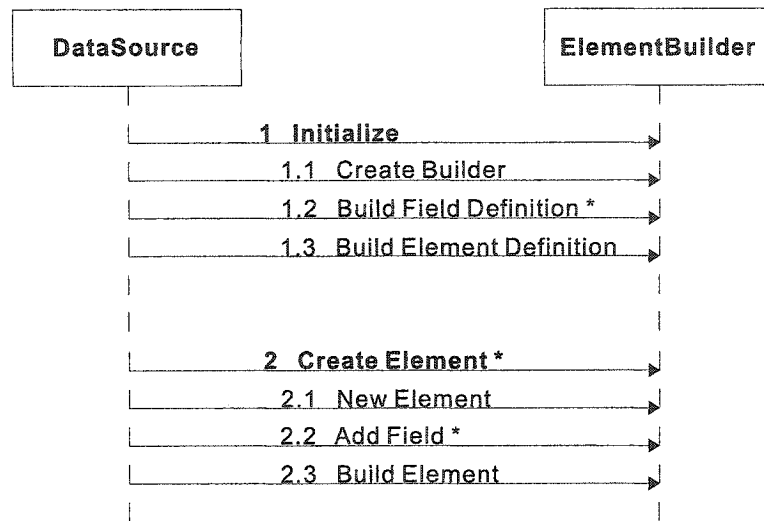 DataSource
ElementBuilder
1 Initialize
1.1 Create Builder
1.2 Build Field Definition *
1.3 Build Element Definition
2 Create Element *
2.1 New Element
2.2 Add Field *
2.3 Build Element